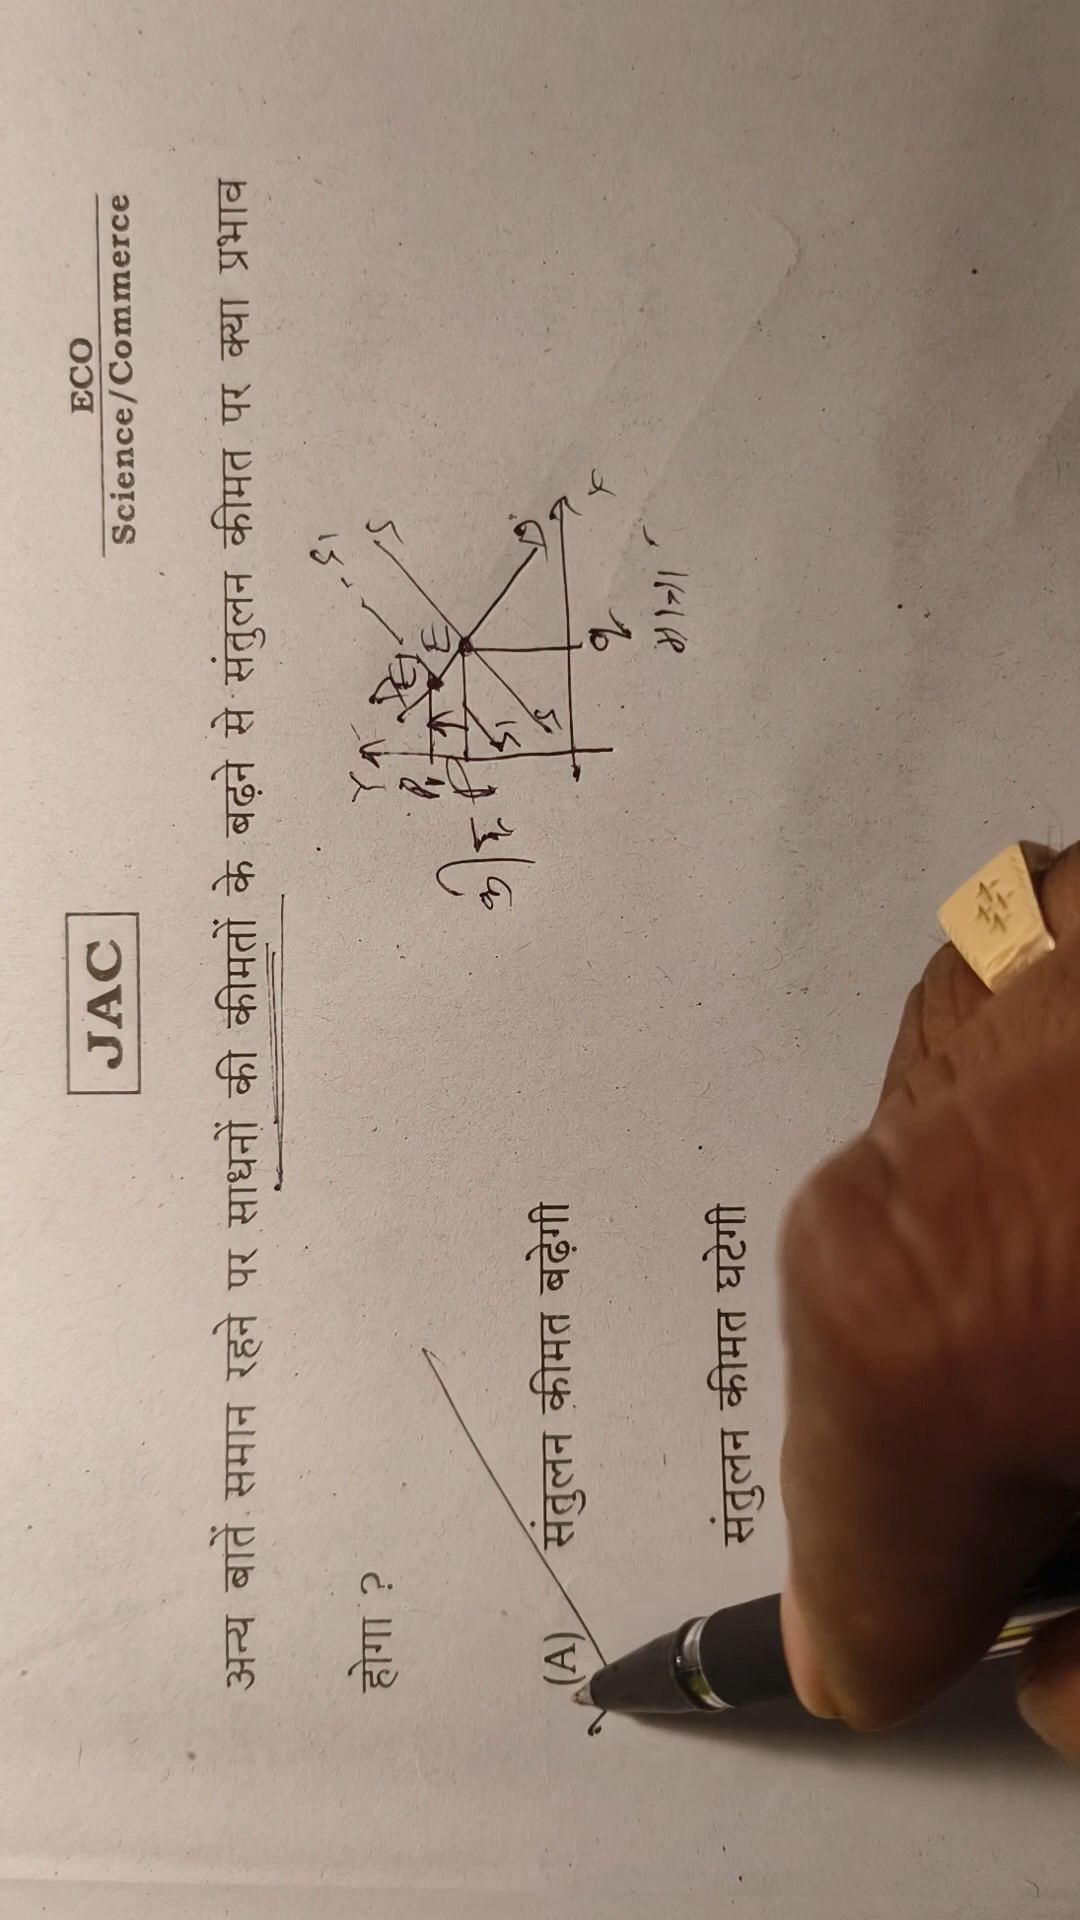 JAC
ECO
Science/Commerce
अन्य बातें समान रहने पर साधनों की कीमतों के बढ़ने से संतुलन कीमत पर क्या प्रभाव
होगा ?
Y
S'
D
S
E
P
S'
S
D
q
X
मात्रा
(A) संतुलन कीमत बढ़ेगी
संतुलन कीमत घटेगी